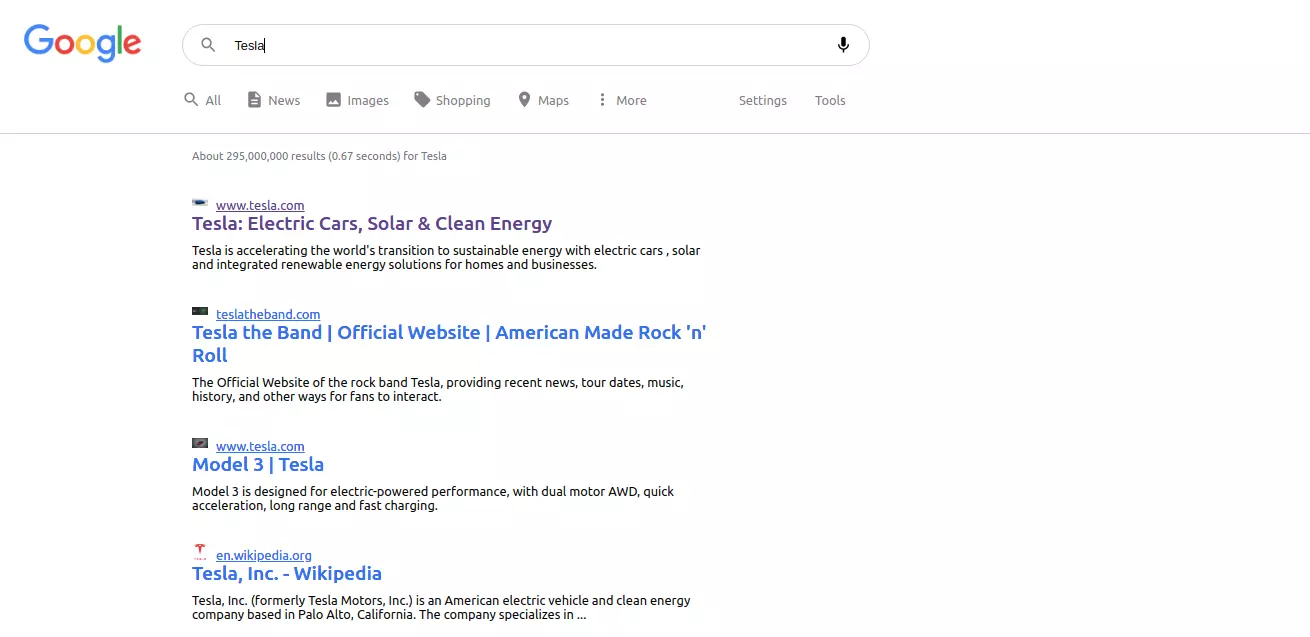 Google
Tesla
All News Images Shopping Maps More Settings Tools
About 295,000,000 results (0.67 seconds) for Tesla
www.tesla.com
Tesla: Electric Cars, Solar & Clean Energy
Tesla is accelerating the world's transition to sustainable energy with electric cars , solar
and integrated renewable energy solutions for homes and businesses.
teslatheband.com
Tesla the Band | Official Website | American Made Rock 'n'
Roll
The Official Website of the rock band Tesla, providing recent news, tour dates, music,
history, and other ways for fans to interact.
www.tesla.com
Model 3 | Tesla
Model 3 is designed for electric-powered performance, with dual motor AWD, quick
acceleration, long range and fast charging.
en.wikipedia.org
Tesla, Inc. - Wikipedia
Tesla, Inc. (formerly Tesla Motors, Inc.) is an American electric vehicle and clean energy
company based in Palo Alto, California. The company specializes in ...